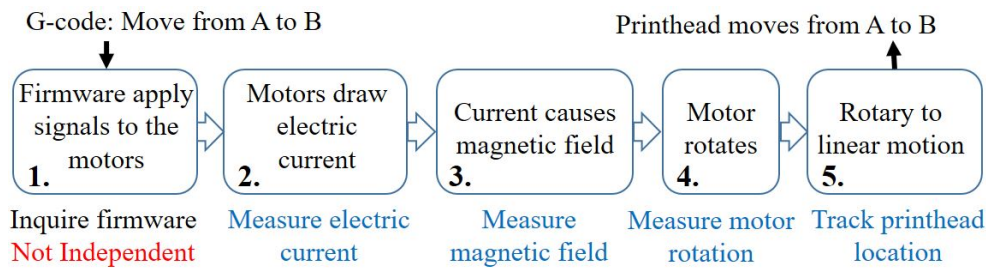 G-code: Move from A to B
Printhead moves from A to B
Firmware apply
signals to the
motors
1.
Motors draw
electric
current
2.
Current causes
magnetic field
3.
Motor
rotates
4.
Rotary to
linear motion
5.
Inquire firmware
Not Independent
Measure electric
current
Measure
magnetic field
Measure motor
rotation
Track printhead
location